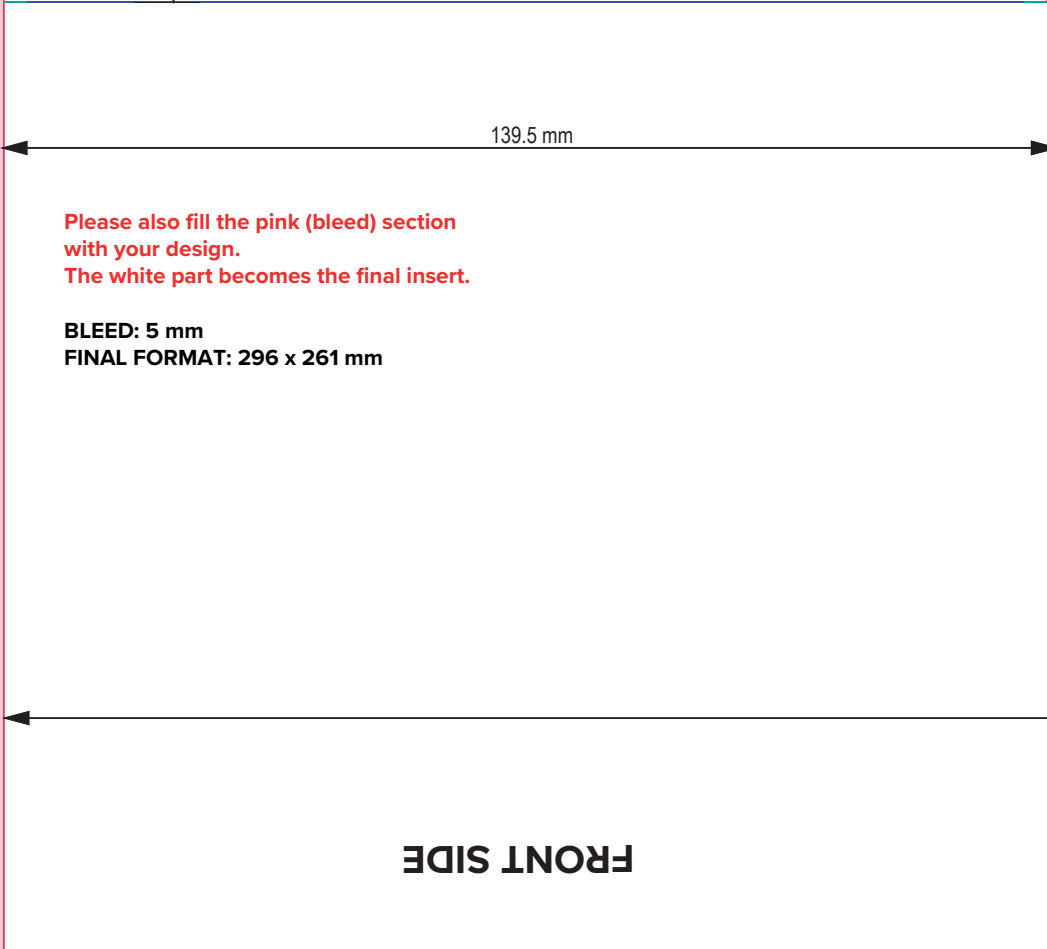 139.5 mm
Please also fill the pink (bleed) section
with your design.
The white part becomes the final insert.
BLEED: 5 mm
FINAL FORMAT: 296 x 261 mm
FRONT SIDE